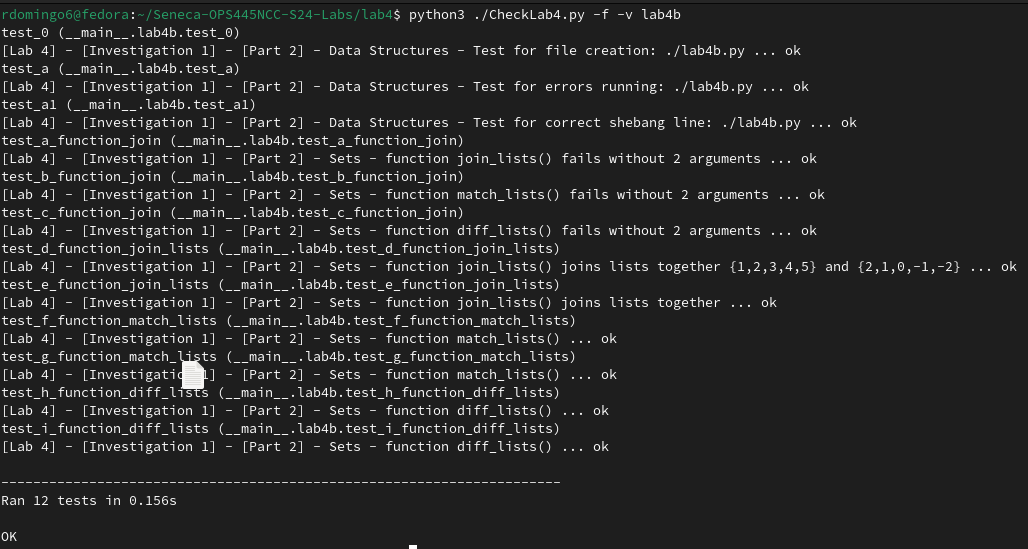 rdomingo6@fedora:~/Seneca-OPS445NCC-S24-Labs/lab4$ python3 ./CheckLab4.py -f -v lab4b
test_0 (__main__.lab4b.test_0)
[Lab 4] - [Investigation 1] - [Part 2] - Data Structures - Test for file creation: ./lab4b.py ... ok
test_a (__main__.lab4b.test_a)
[Lab 4] - [Investigation 1] - [Part 2] - Data Structures - Test for errors running: ./lab4b.py ... ok
test_a1 (__main__.lab4b.test_a1)
[Lab 4] - [Investigation 1] - [Part 2] - Data Structures - Test for correct shebang line: ./lab4b.py ... ok
test_a_function_join (__main__.lab4b.test_a_function_join)
[Lab 4] - [Investigation 1] - [Part 2] - Sets - function join_lists() fails without 2 arguments ... ok
test_b_function_join (__main__.lab4b.test_b_function_join)
[Lab 4] - [Investigation 1] - [Part 2] - Sets - function match_lists() fails without 2 arguments ... ok
test_c_function_join (__main__.lab4b.test_c_function_join)
[Lab 4] - [Investigation 1] - [Part 2] - Sets - function diff_lists() fails without 2 arguments ... ok
test_d_function_join_lists (__main__.lab4b.test_d_function_join_lists)
[Lab 4] - [Investigation 1] - [Part 2] - Sets - function join_lists() joins lists together {1,2,3,4,5} and {2,1,0,-1,-2} ... ok
test_e_function_join_lists (__main__.lab4b.test_e_function_join_lists)
[Lab 4] - [Investigation 1] - [Part 2] - Sets - function join_lists() joins lists together ... ok
test_f_function_match_lists (__main__.lab4b.test_f_function_match_lists)
[Lab 4] - [Investigation 1] - [Part 2] - Sets - function match_lists() ... ok
test_g_function_match_lists (__main__.lab4b.test_g_function_match_lists)
[Lab 4] - [Investigatio 1] - [Part 2] - Sets - function match_lists() ... ok
test_h_function_diff_lists (__main__.lab4b.test_h_function_diff_lists)
[Lab 4] - [Investigation 1] - [Part 2] - Sets - function diff_lists() ... ok
test_i_function_diff_lists (__main__.lab4b.test_i_function_diff_lists)
[Lab 4] - [Investigation 1] - [Part 2] - Sets - function diff_lists() ... ok
----------------------------------------------------------------------
Ran 12 tests in 0.156s
OK